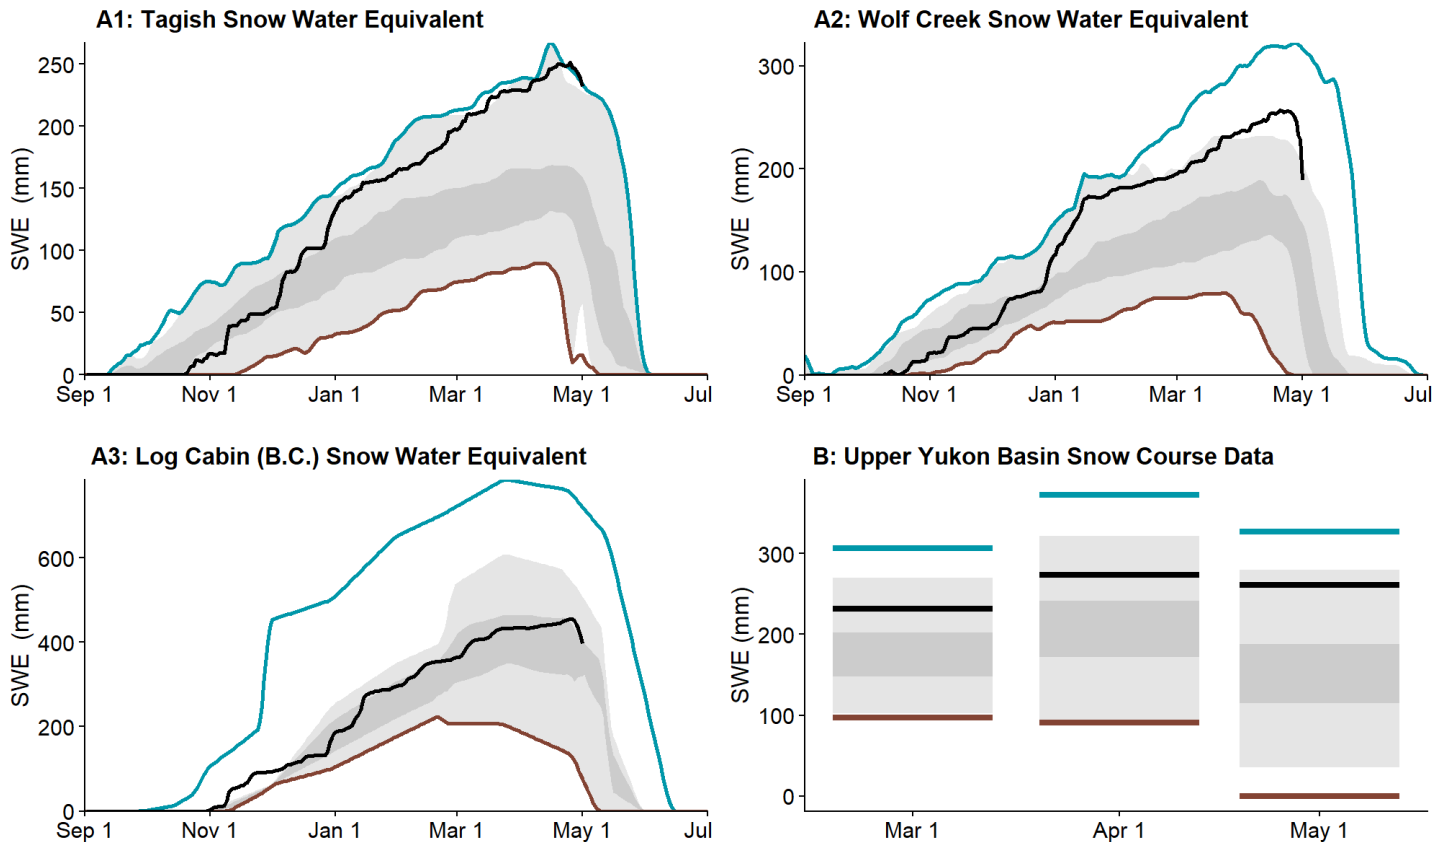 A1: Tagish Snow Water Equivalent
SWE (mm)
250
200
150
100
50
0
Sep 1 Nov 1 Jan 1 Mar 1 May 1 Jul
A2: Wolf Creek Snow Water Equivalent
SWE (mm)
300
200
100
0
Sep 1 Nov 1 Jan 1 Mar 1 May 1 Jul
A3: Log Cabin (B.C.) Snow Water Equivalent
SWE (mm)
600
400
200
0
Sep 1 Nov 1 Jan 1 Mar 1 May 1 Jul
B: Upper Yukon Basin Snow Course Data
SWE (mm)
300
200
100
0
Mar 1 Apr 1 May 1